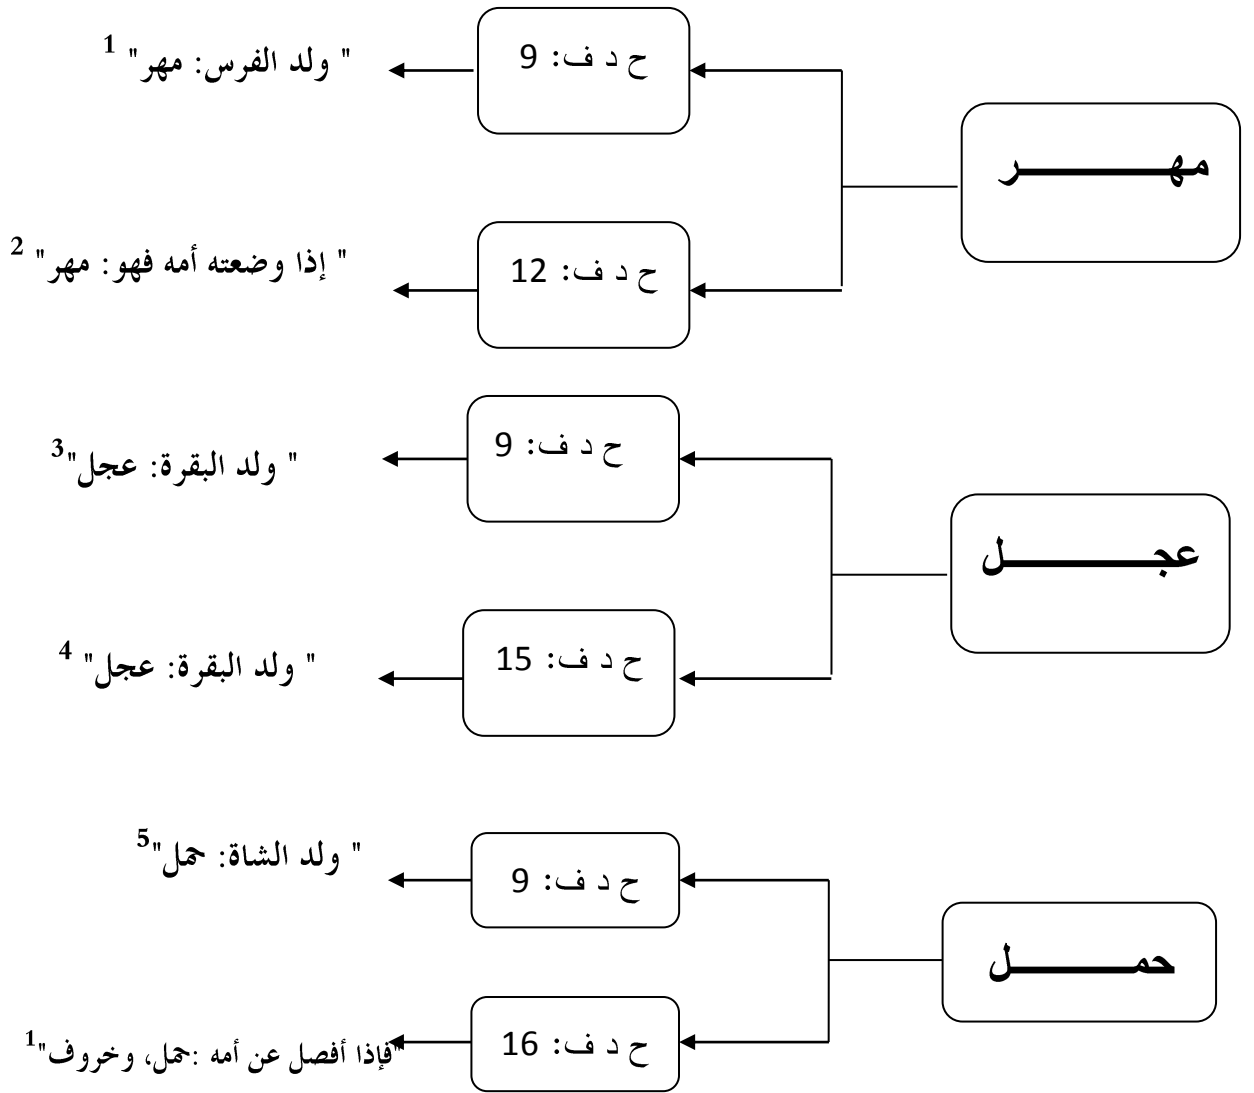 مهـــــــر
ح د ف: 9
" ولد الفرس: مهر" 1
ح د ف: 12
" إذا وضعته أمه فهو: مهر" 2
عجـــــــل
ح د ف: 9
" ولد البقرة: عجل"3
ح د ف: 15
" ولد البقرة: عجل" 4
حمـــــــل
ح د ف: 9
" ولد الشاة: حمل"5
ح د ف: 16
"فإذا أفصل عن أمه :حمل، وخروف"1